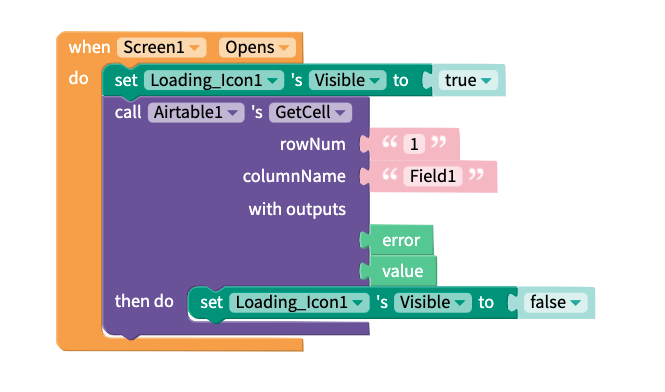 when Screen1 Opens
do set Loading_Icon1 's Visible to true
call Airtable1 's GetCell
rowNum “ 1 ”
columnName “ Field1 ”
with outputs
error
value
then do set Loading_Icon1 's Visible to false